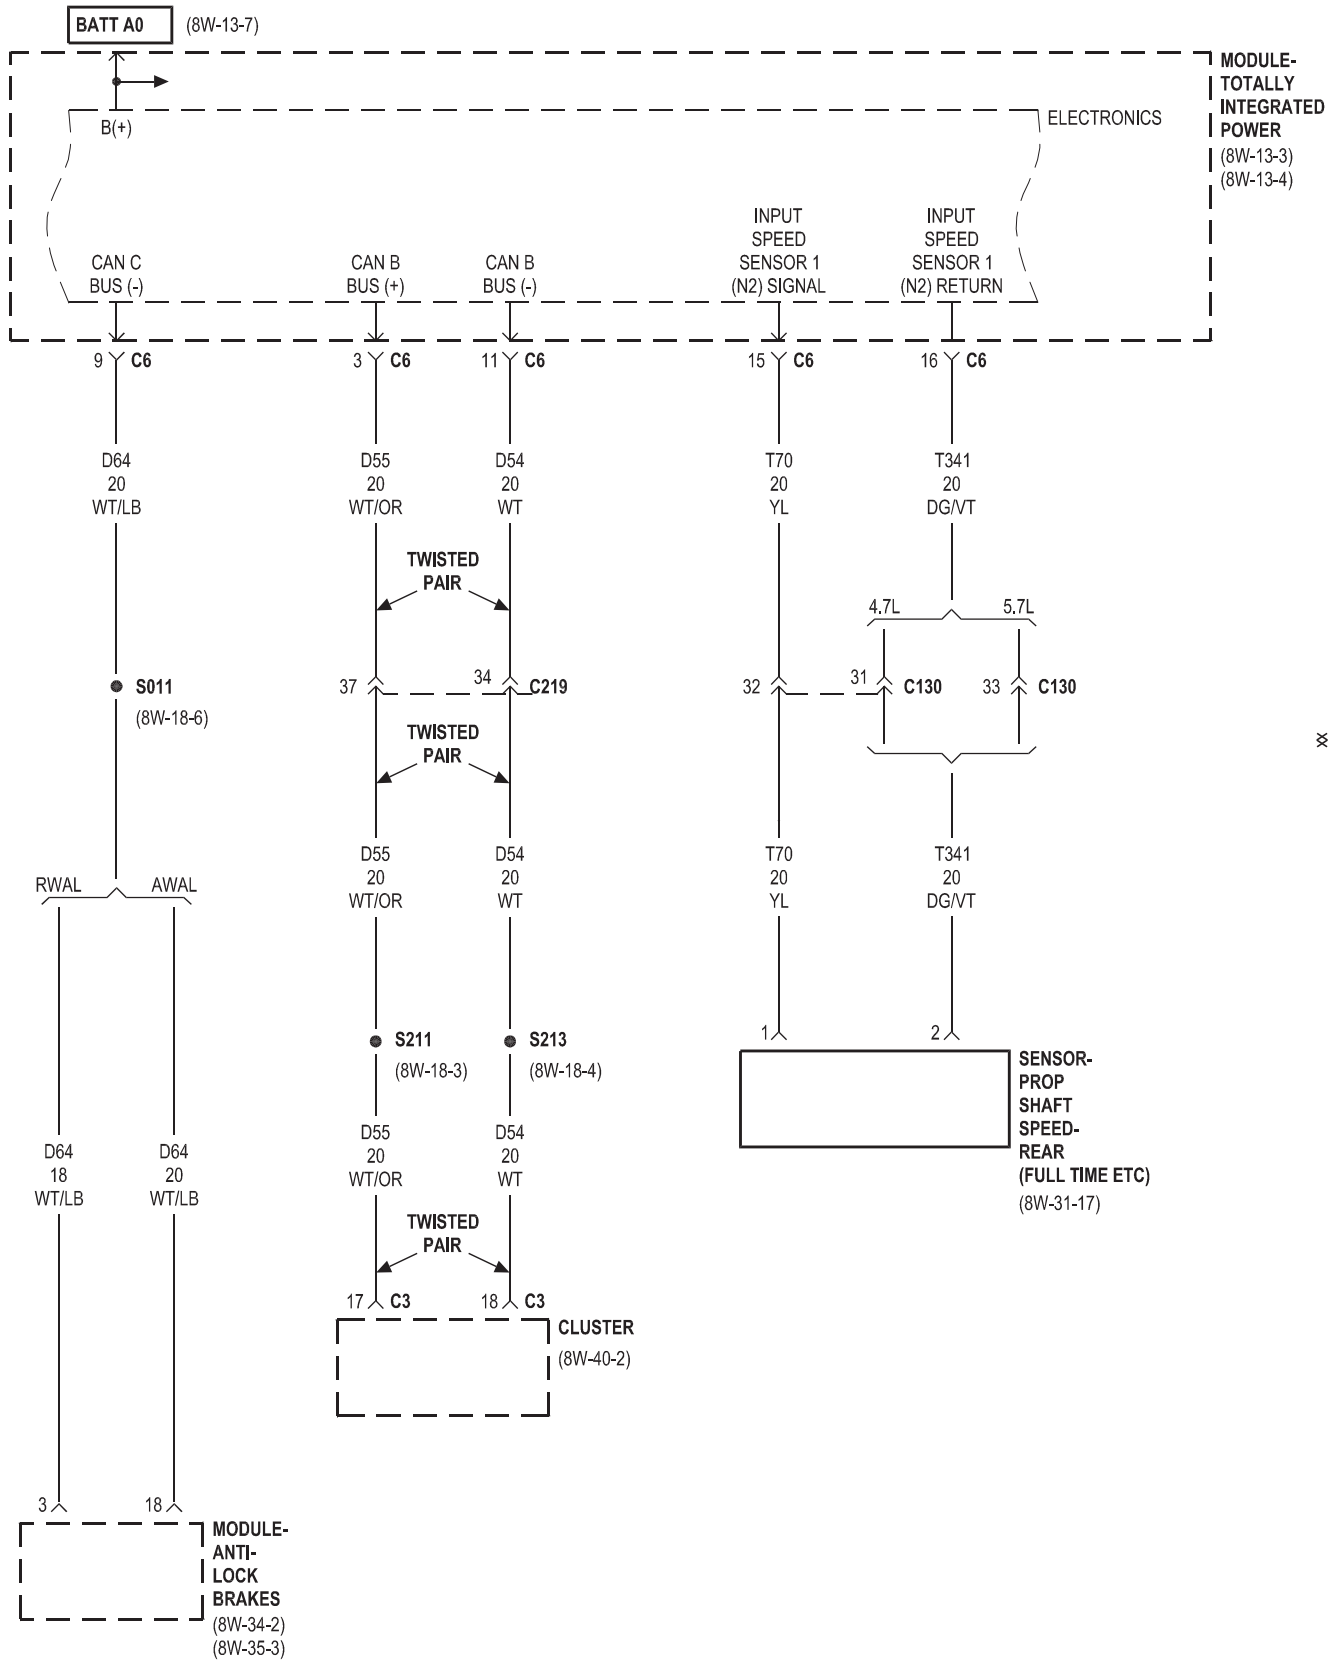 BATT A0 (8W-13-7)
MODULE-
TOTALLY
INTEGRATED
POWER
(8W-13-3)
(8W-13-4)
B(+)
ELECTRONICS
CAN C
BUS (-)
CAN B
BUS (+)
CAN B
BUS (-)
INPUT
SPEED
SENSOR 1
(N2) SIGNAL
INPUT
SPEED
SENSOR 1
(N2) RETURN
9 C6
3 C6
11 C6
15 C6
16 C6
D64
20
WT/LB
D55
20
WT/OR
D54
20
WT
T70
20
YL
T341
20
DG/VT
TWISTED
PAIR
4.7L
5.7L
S011
(8W-18-6)
37
34
C219
32
31
C130
33
C130
TWISTED
PAIR
D55
20
WT/OR
D54
20
WT
T70
20
YL
T341
20
DG/VT
RWAL
AWAL
S211
(8W-18-3)
S213
(8W-18-4)
1
2
SENSOR-
PROP
SHAFT
SPEED-
REAR
(FULL TIME ETC)
(8W-31-17)
D64
18
WT/LB
D64
20
WT/LB
D55
20
WT/OR
D54
20
WT
TWISTED
PAIR
17 C3
18 C3
CLUSTER
(8W-40-2)
3
18
MODULE-
ANTI-
LOCK
BRAKES
(8W-34-2)
(8W-35-3)